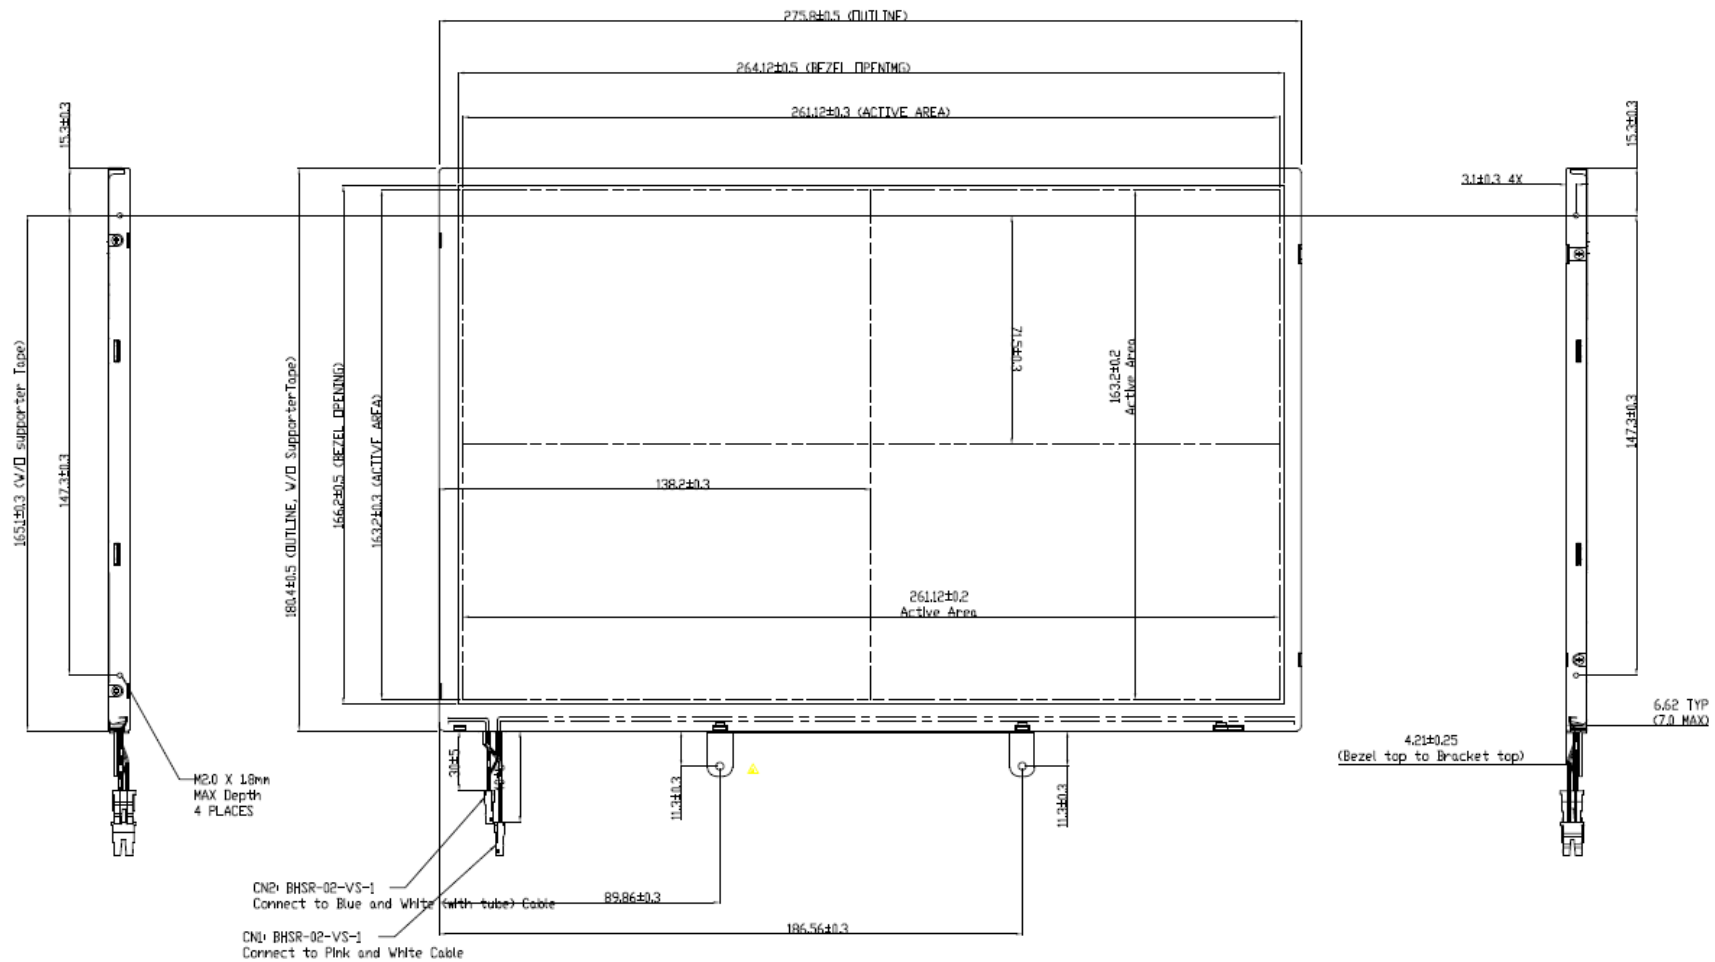 275.8±0.5 (OUTLINE)
264.12±0.5 (BEZEL OPENIMG)
261.12±0.3 (ACTIVE AREA)
15.3±0.3
15.3±0.3
3.1±0.3 4X
165.1±0.3 (W/O supporter Tape)
147.3±0.3
180.4±0.5 (OUTLINE, W/O SupporterTape)
166.2±0.5 (BEZEL OPENING)
163.2±0.3 (ACTIVE AREA)
71.5±0.3
163.2±0.2
Active Area
147.3±0.3
138.2±0.3
261.12±0.2
Active Area
6.62 TYP
(7.0 MAX)
4.21±0.25
(Bezel top to Bracket top)
M2.0 X 1.8mm
MAX Depth
4 PLACES
30±5
11.3±0.3
11.3±0.3
CN2: BHSR-02-VS-1
Connect to Blue and White (with tube) Cable
89.86±0.3
186.56±0.3
CN1: BHSR-02-VS-1
Connect to Pink and White Cable